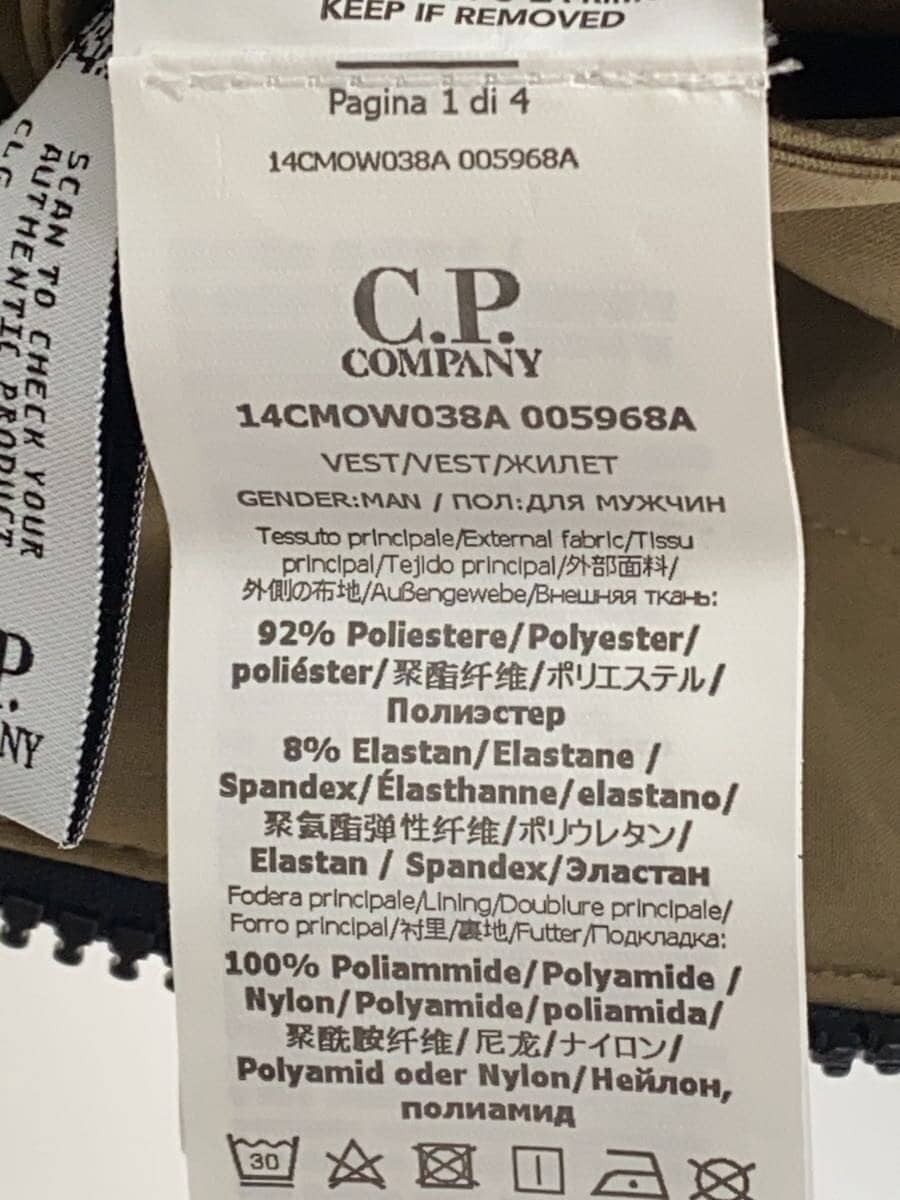 KEEP IF REMOVED
Pagina 1 di 4
14CMOW038A 005968A
C.P.
COMPANY
14CMOW038A 005968A
VEST/VEST/ЖИЛЕТ
GENDER:MAN / ПОЛ:ДЛЯ МУЖЧИН
Tessuto principale/External fabric/Tissu
principal/Tejido principal/外部面料/
外側の布地/Außengewebe/Внешняя ткань:
92% Poliestere/Polyester/
poliéster/聚酯纤维/ポリエステル/
Полиэстер
8% Elastan/Elastane /
Spandex/Élasthanne/elastano/
聚氨酯弹性纤维/ポリウレタン/
Elastan / Spandex/Эластан
Fodera principale/Lining/Doublure principale/
Forro principal/衬里/裏地/Futter/Подкладка:
100% Poliammide/Polyamide /
Nylon/Polyamide/poliamida/
聚酰胺纤维/尼龙/ナイロン/
Polyamid oder Nylon/Нейлон,
полиамид
30
SCAN TO CHECK YOUR
AUTHENTIC PRODUCT
P.
NY